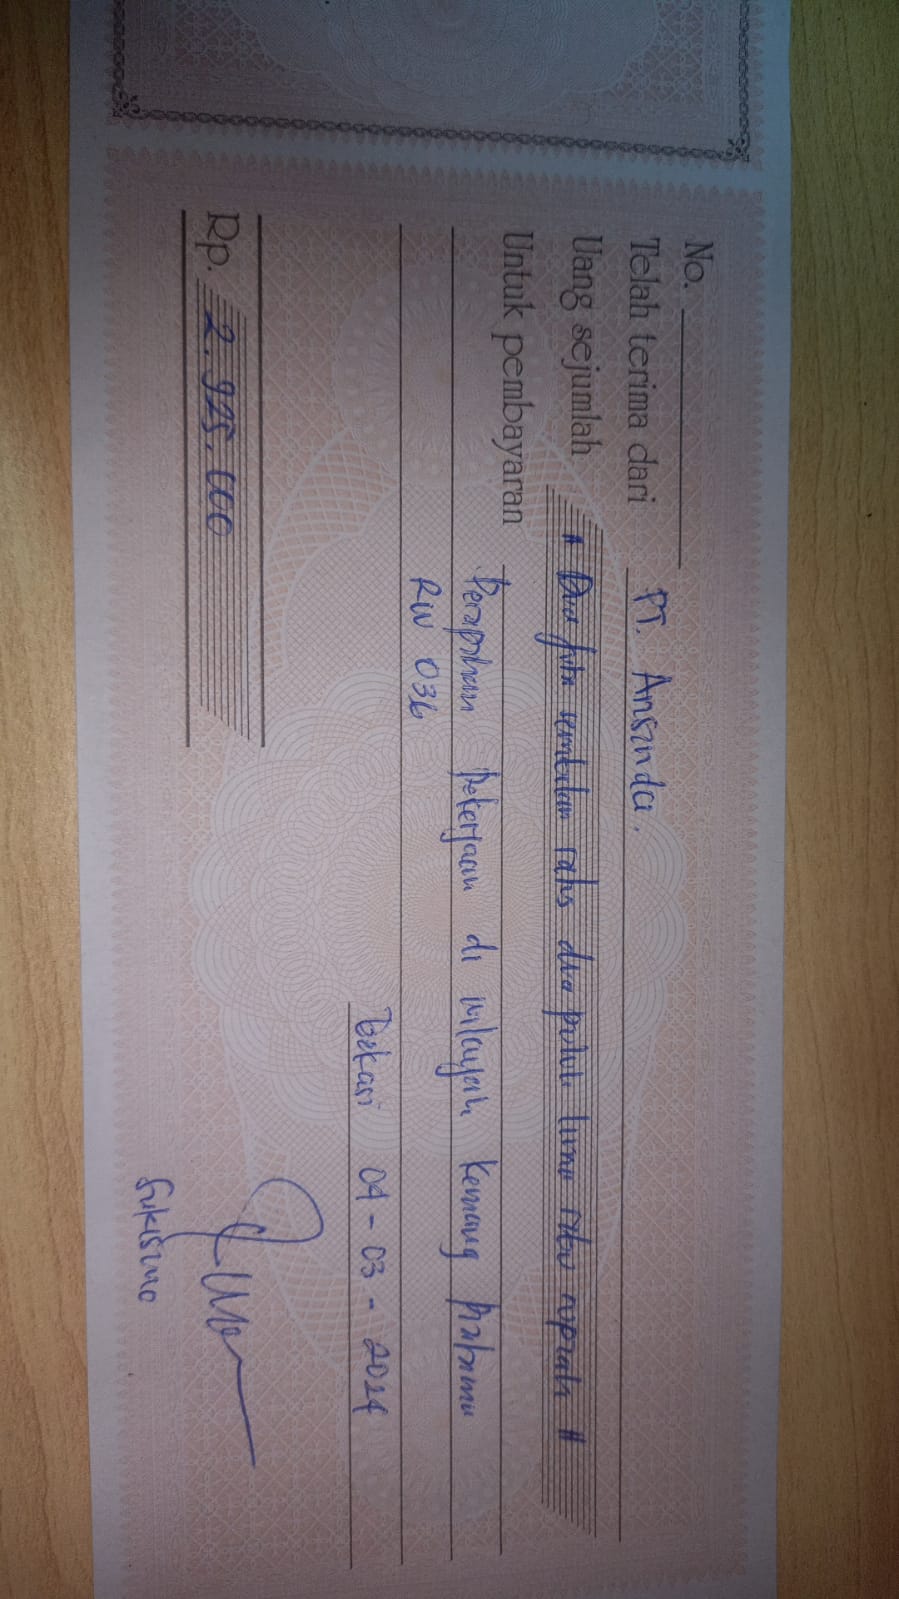 No.
Telah terima dari PT. Ansinda.
Uang sejumlah # Dua juta sembilan ratus dua puluh lima ribu rupiah #
Untuk pembayaran
Perapihan Pekerjaan di wilayah Kemang Pratama
RW 036
Bekasi 04-03-2024
Rp. 2.925.000
Sukisno